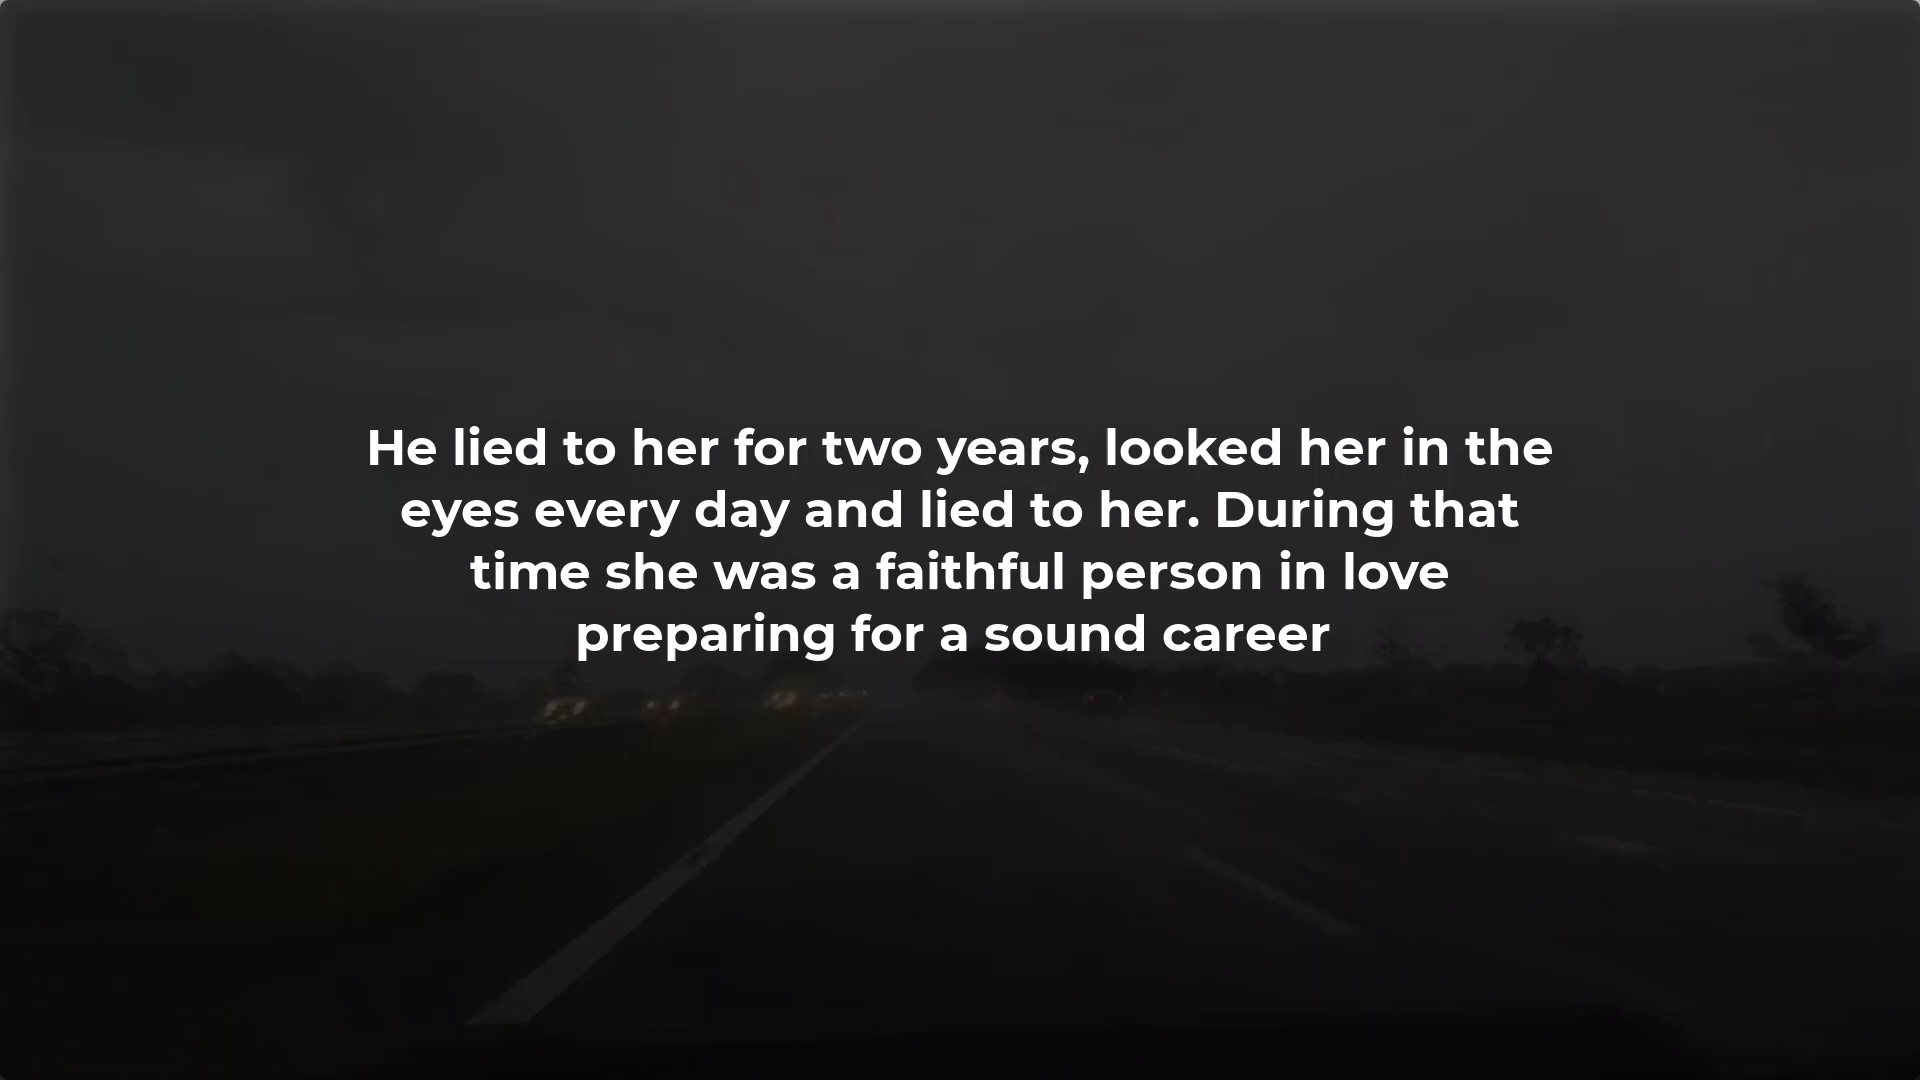 He lied to her for two years, looked her in the
eyes every day and lied to her. During that
time she was a faithful person in love
preparing for a sound career